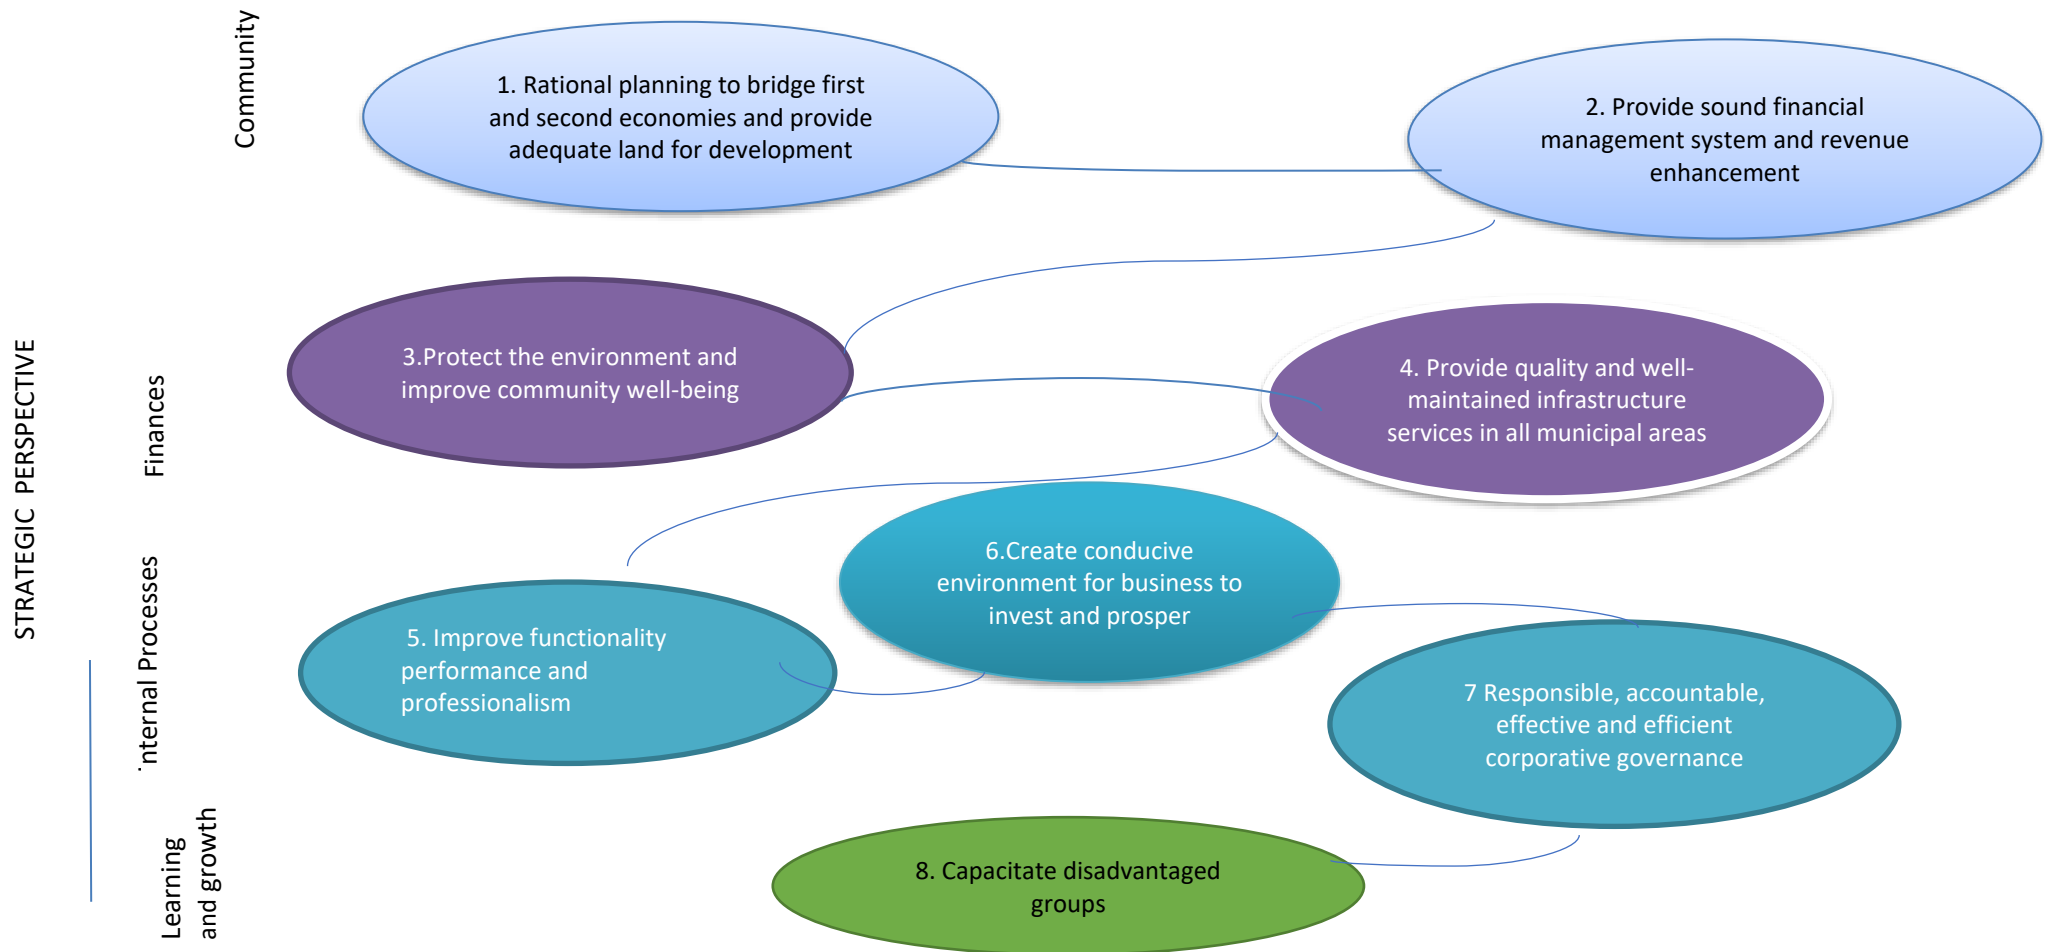 Community
1. Rational planning to bridge first
and second economies and provide
adequate land for development
2. Provide sound financial
management system and revenue
enhancement
STRATEGIC PERSPECTIVE
Finances
3.Protect the environment and
improve community well-being
4. Provide quality and well-
maintained infrastructure
services in all municipal areas
nternal Processes
5. Improve functionality
performance and
professionalism
6.Create conducive
environment for business to
invest and prosper
7 Responsible, accountable,
effective and efficient
corporative governance
Learning
and growth
8. Capacitate disadvantaged
groups